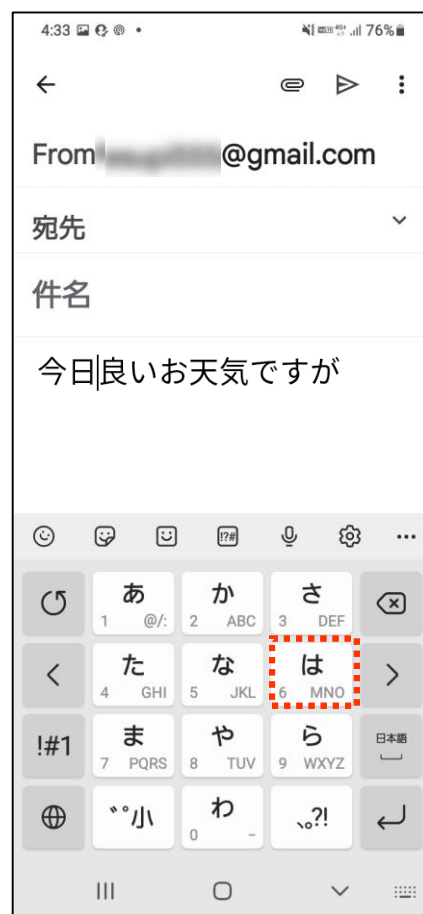 4:33 76%
From @gmail.com
宛先
件名
今日良いお天気ですが
!?#
あ 1 @/: か 2 ABC さ 3 DEF
た 4 GHI な 5 JKL は 6 MNO
!#1 ま 7 PQRS や 8 TUV ら 9 WXYZ 日本語
゛゜小 わ 0 - 、。?!